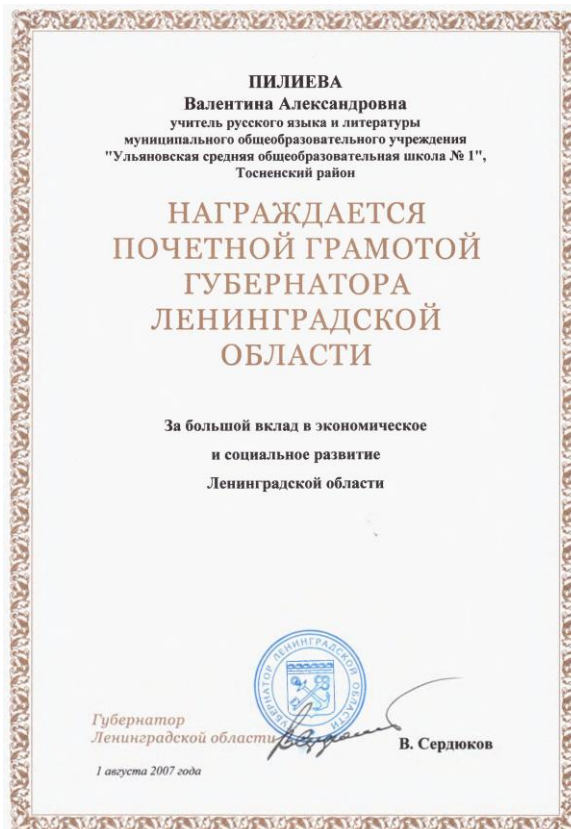 ПИЛИЕВА
Валентина Александровна
учитель русского языка и литературы
муниципального общеобразовательного учреждения
"Ульяновская средняя общеобразовательная школа № 1",
Тосненский район
НАГРАЖДАЕТСЯ
ПОЧЕТНОЙ ГРАМОТОЙ
ГУБЕРНАТОРА
ЛЕНИНГРАДСКОЙ
ОБЛАСТИ
За большой вклад в экономическое
и социальное развитие
Ленинградской области
ГУБЕРНАТОР ЛЕНИНГРАДСКОЙ ОБЛАСТИ
Губернатор
Ленинградской области
В. Сердюков
1 августа 2007 года